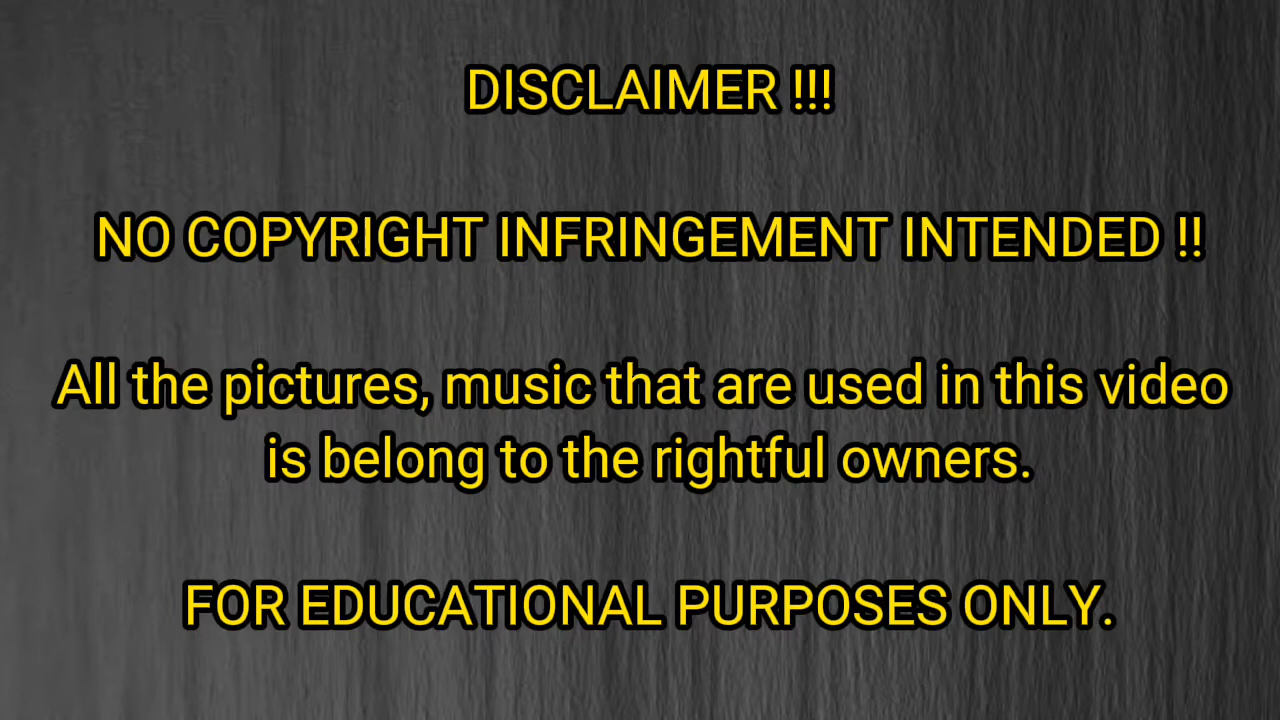 DISCLAIMER !!!
NO COPYRIGHT INFRINGEMENT INTENDED !!
All the pictures, music that are used in this video
is belong to the rightful owners.
FOR EDUCATIONAL PURPOSES ONLY.